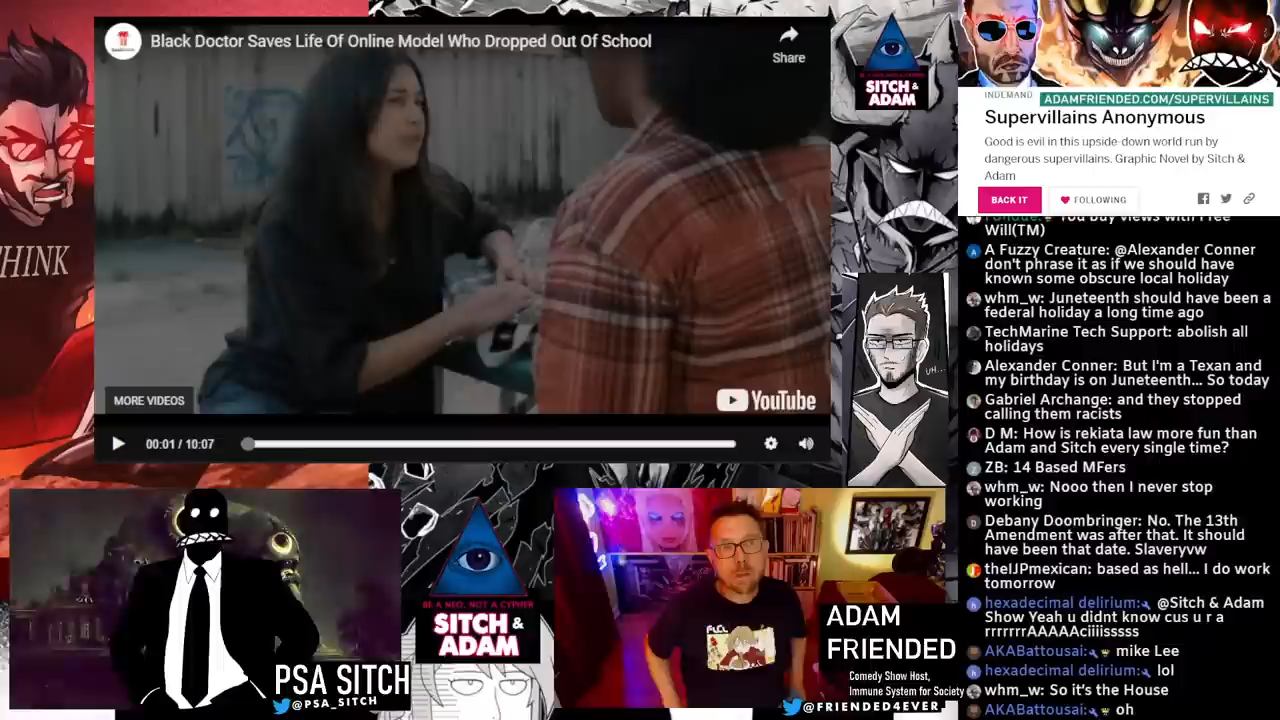 Black Doctor Saves Life Of Online Model Who Dropped Out Of School
Share
MORE VIDEOS
YouTube
00:01 / 10:07
THINK
SITCH &
ADAM
UH...
INDEMAND
ADAMFRIENDED.COM/SUPERVILLAINS
Supervillains Anonymous
Good is evil in this upside-down world run by
dangerous supervillains. Graphic Novel by Sitch &
Adam
BACK IT
FOLLOWING
You Buy views with Free
Will(TM)
A Fuzzy Creature: @Alexander Conner
don't phrase it as if we should have
known some obscure local holiday
whm_w: Juneteenth should have been a
federal holiday a long time ago
TechMarine Tech Support: abolish all
holidays
Alexander Conner: But I'm a Texan and
my birthday is on Juneteenth... So today
Gabriel Archange: and they stopped
calling them racists
D M: How is rekiata law more fun than
Adam and Sitch every single time?
ZB: 14 Based MFers
whm_w: Nooo then I never stop
working
Debany Doombringer: No. The 13th
Amendment was after that. It should
have been that date. Slaveryvw
theIJPmexican: based as hell... I do work
tomorrow
hexadecimal delirium: @Sitch & Adam
Show Yeah u didnt know cus u r a
rrrrrrrAAAAAciiisssss
AKABattousai: mike Lee
hexadecimal delirium: lol
whm_w: So it's the House
AKABattousai: oh
PSA SITCH
@PSA_SITCH
BE A NEO, NOT A CYPHER
SITCH &
ADAM
FLCL
ADAM
FRIENDED
Comedy Show Host,
Immune System for Society
@FRIENDED4EVER